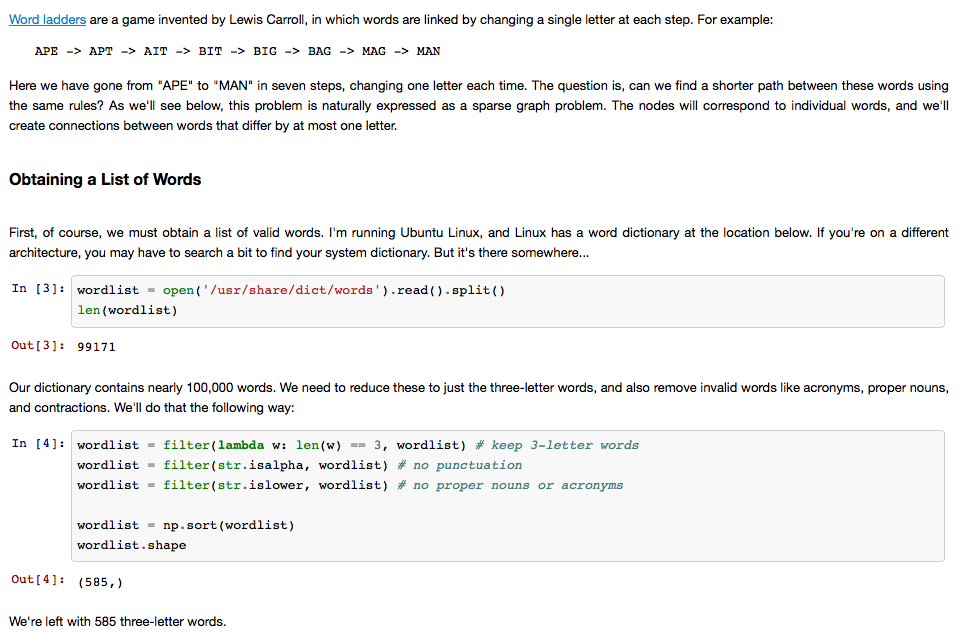 Word ladders are a game invented by Lewis Carroll, in which words are linked by changing a single letter at each step. For example:
APE -> APT -> AIT -> BIT -> BIG -> BAG -> MAG -> MAN
Here we have gone from "APE" to "MAN" in seven steps, changing one letter each time. The question is, can we find a shorter path between these words using
the same rules? As we'll see below, this problem is naturally expressed as a sparse graph problem. The nodes will correspond to individual words, and we'll
create connections between words that differ by at most one letter.
Obtaining a List of Words
First, of course, we must obtain a list of valid words. I'm running Ubuntu Linux, and Linux has a word dictionary at the location below. If you're on a different
architecture, you may have to search a bit to find your system dictionary. But it's there somewhere...
In [3]: wordlist = open('/usr/share/dict/words').read().split()
len(wordlist)
Out[3]: 99171
Our dictionary contains nearly 100,000 words. We need to reduce these to just the three-letter words, and also remove invalid words like acronyms, proper nouns,
and contractions. We'll do that the following way:
In [4]: wordlist = filter(lambda w: len(w) == 3, wordlist) # keep 3-letter words
wordlist = filter(str.isalpha, wordlist) # no punctuation
wordlist = filter(str.islower, wordlist) # no proper nouns or acronyms
wordlist = np.sort(wordlist)
wordlist.shape
Out[4]: (585,)
We're left with 585 three-letter words.